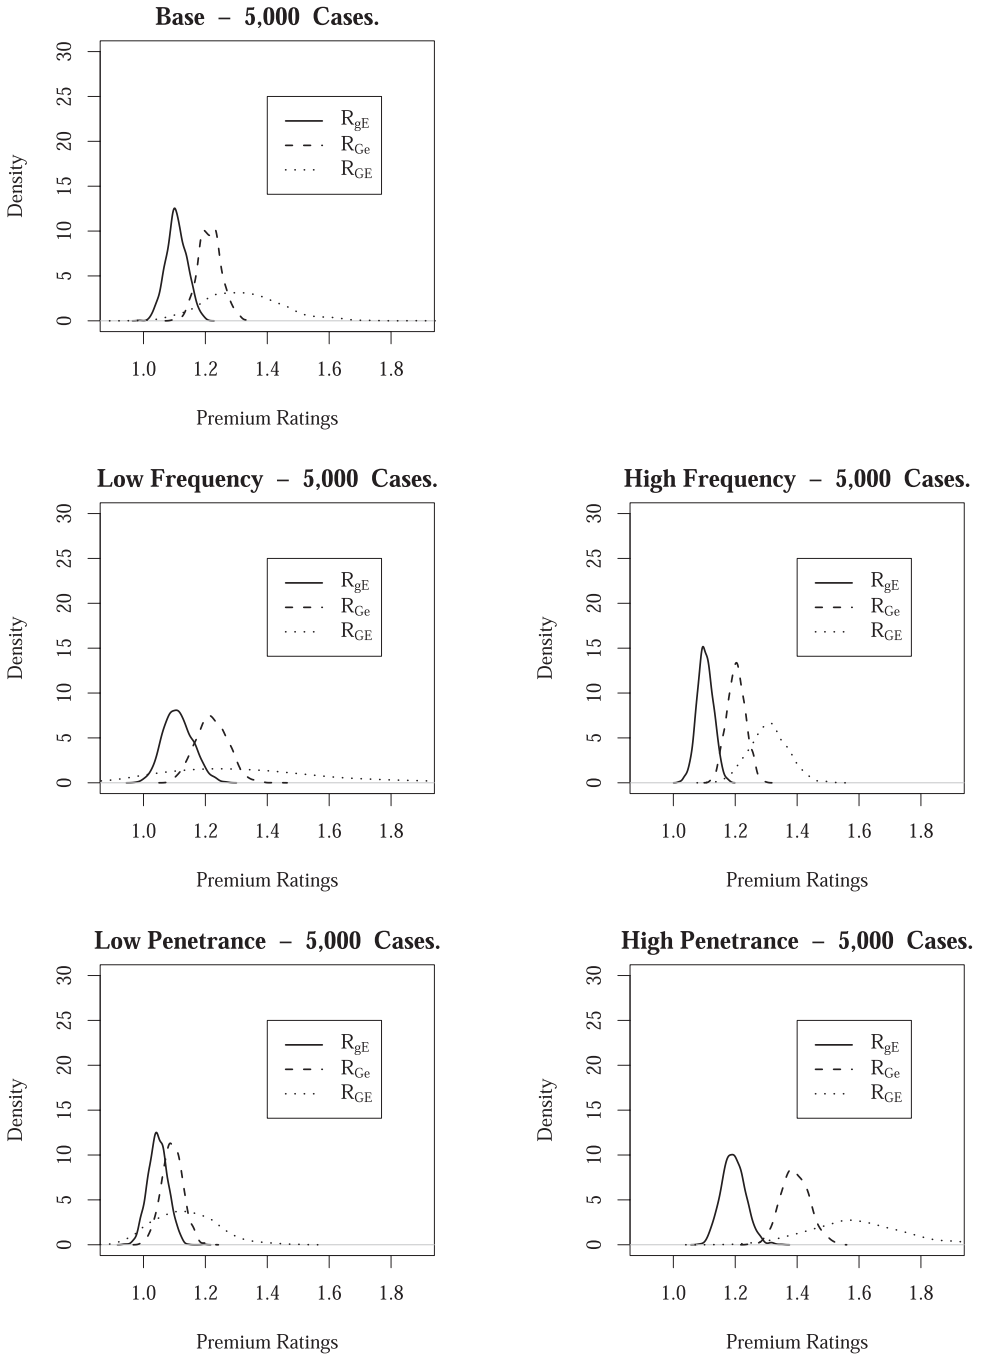 Base – 5,000 Cases.
30
25
20
15
10
5
0
Density
R_gE
R_Ge
R_GE
1.0 1.2 1.4 1.6 1.8
Premium Ratings
Low Frequency – 5,000 Cases.
30
25
20
15
10
5
0
Density
R_gE
R_Ge
R_GE
1.0 1.2 1.4 1.6 1.8
Premium Ratings
High Frequency – 5,000 Cases.
30
25
20
15
10
5
0
Density
R_gE
R_Ge
R_GE
1.0 1.2 1.4 1.6 1.8
Premium Ratings
Low Penetrance – 5,000 Cases.
30
25
20
15
10
5
0
Density
R_gE
R_Ge
R_GE
1.0 1.2 1.4 1.6 1.8
Premium Ratings
High Penetrance – 5,000 Cases.
30
25
20
15
10
5
0
Density
R_gE
R_Ge
R_GE
1.0 1.2 1.4 1.6 1.8
Premium Ratings